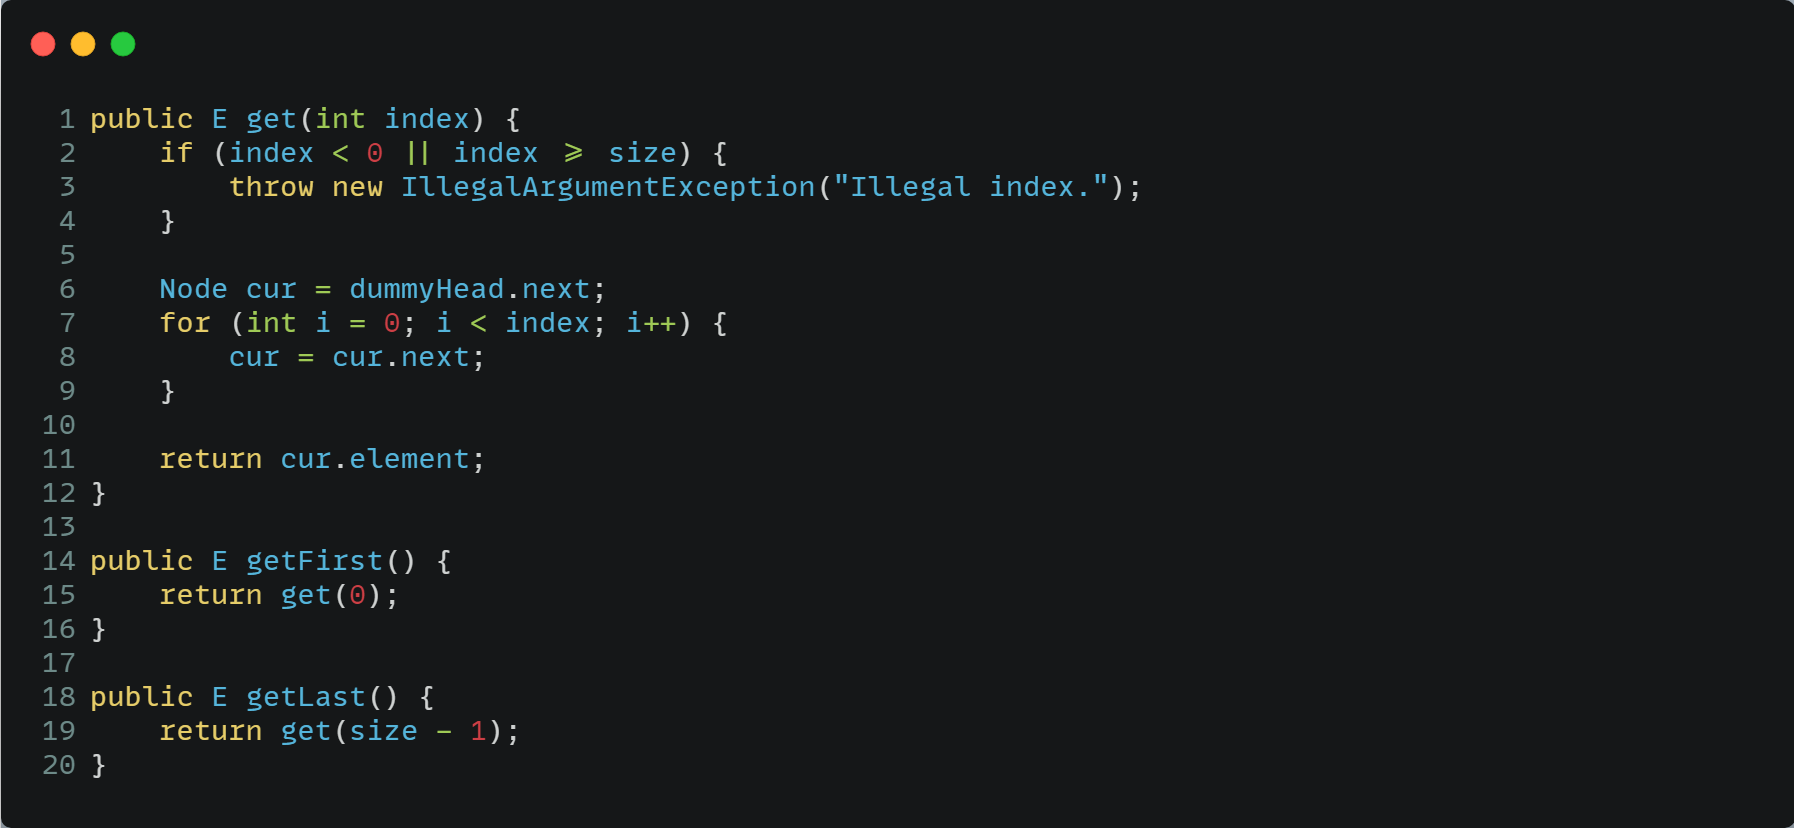 1 public E get(int index) {
2     if (index < 0 || index >= size) {
3         throw new IllegalArgumentException("Illegal index.");
4     }
5
6     Node cur = dummyHead.next;
7     for (int i = 0; i < index; i++) {
8         cur = cur.next;
9     }
10
11     return cur.element;
12 }
13
14 public E getFirst() {
15     return get(0);
16 }
17
18 public E getLast() {
19     return get(size - 1);
20 }